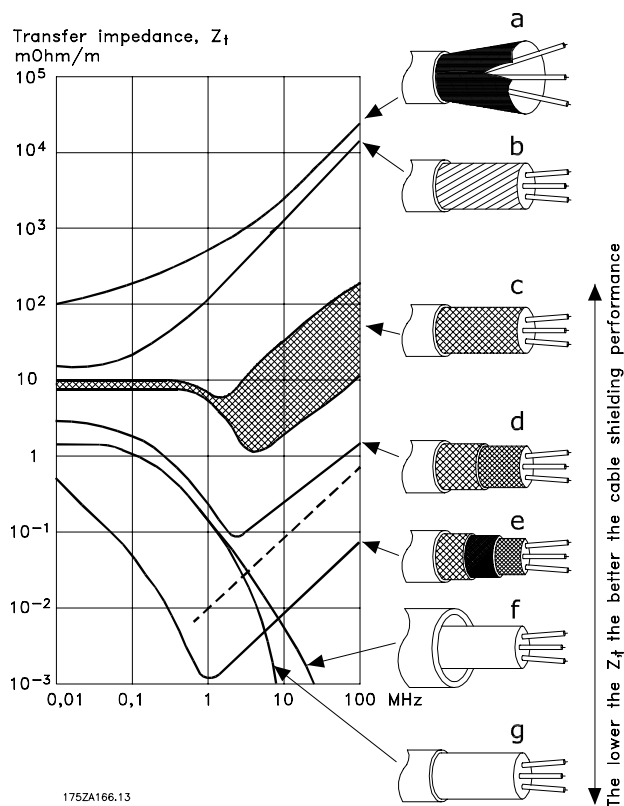 Transfer impedance, Zt
mOhm/m
10⁵
10⁴
10³
10²
10
1
10⁻¹
10⁻²
10⁻³
0,01
0,1
1
10
100 MHz
a
b
c
d
e
f
g
The lower the Zt the better the cable shielding performance
175ZA166.13